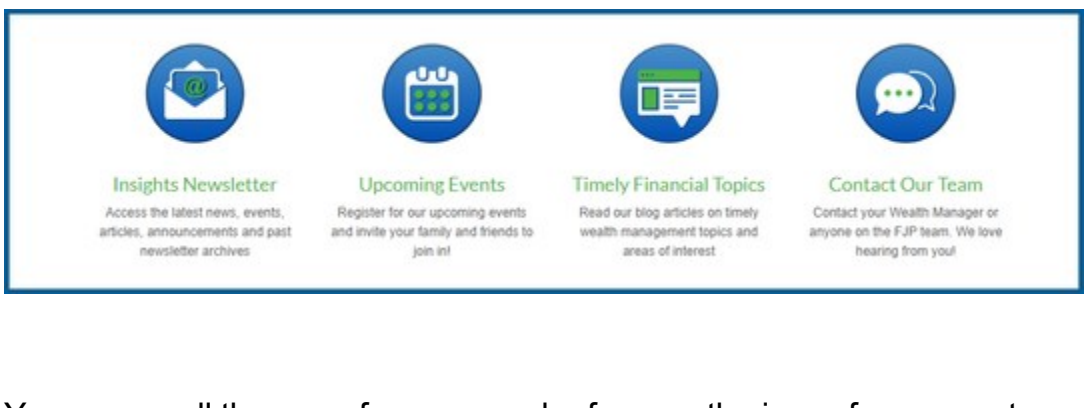 @
Insights Newsletter
Access the latest news, events,
articles, announcements and past
newsletter archives
Upcoming Events
Register for our upcoming events
and invite your family and friends to
join in!
Timely Financial Topics
Read our blog articles on timely
wealth management topics and
areas of interest
Contact Our Team
Contact your Wealth Manager or
anyone on the FJP team. We love
hearing from you!